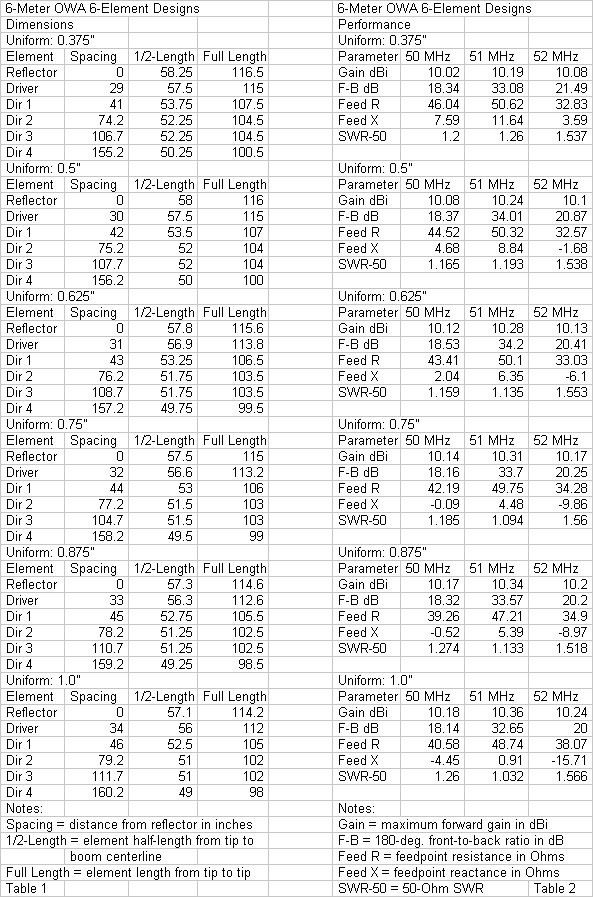 6-Meter OWA 6-Element Designs
Dimensions
Uniform: 0.375"
Element Spacing 1/2-Length Full Length
Reflector 0 58.25 116.5
Driver 29 57.5 115
Dir 1 41 53.75 107.5
Dir 2 74.2 52.25 104.5
Dir 3 106.7 52.25 104.5
Dir 4 155.2 50.25 100.5
Uniform: 0.5"
Element Spacing 1/2-Length Full Length
Reflector 0 58 116
Driver 30 57.5 115
Dir 1 42 53.5 107
Dir 2 75.2 52 104
Dir 3 107.7 52 104
Dir 4 156.2 50 100
Uniform: 0.625"
Element Spacing 1/2-Length Full Length
Reflector 0 57.8 115.6
Driver 31 56.9 113.8
Dir 1 43 53.25 106.5
Dir 2 76.2 51.75 103.5
Dir 3 108.7 51.75 103.5
Dir 4 157.2 49.75 99.5
Uniform: 0.75"
Element Spacing 1/2-Length Full Length
Reflector 0 57.5 115
Driver 32 56.6 113.2
Dir 1 44 53 106
Dir 2 77.2 51.5 103
Dir 3 104.7 51.5 103
Dir 4 158.2 49.5 99
Uniform: 0.875"
Element Spacing 1/2-Length Full Length
Reflector 0 57.3 114.6
Driver 33 56.3 112.6
Dir 1 45 52.75 105.5
Dir 2 78.2 51.25 102.5
Dir 3 110.7 51.25 102.5
Dir 4 159.2 49.25 98.5
Uniform: 1.0"
Element Spacing 1/2-Length Full Length
Reflector 0 57.1 114.2
Driver 34 56 112
Dir 1 46 52.5 105
Dir 2 79.2 51 102
Dir 3 111.7 51 102
Dir 4 160.2 49 98
Notes:
Spacing = distance from reflector in inches
1/2-Length = element half-length from tip to
boom centerline
Full Length = element length from tip to tip
Table 1
6-Meter OWA 6-Element Designs
Performance
Uniform: 0.375"
Parameter 50 MHz 51 MHz 52 MHz
Gain dBi 10.02 10.19 10.08
F-B dB 18.34 33.08 21.49
Feed R 46.04 50.62 32.83
Feed X 7.59 11.64 3.59
SWR-50 1.2 1.26 1.537
Uniform: 0.5"
Parameter 50 MHz 51 MHz 52 MHz
Gain dBi 10.08 10.24 10.1
F-B dB 18.37 34.01 20.87
Feed R 44.52 50.32 32.57
Feed X 4.68 8.84 -1.68
SWR-50 1.165 1.193 1.538
Uniform: 0.625"
Parameter 50 MHz 51 MHz 52 MHz
Gain dBi 10.12 10.28 10.13
F-B dB 18.53 34.2 20.41
Feed R 43.41 50.1 33.03
Feed X 2.04 6.35 -6.1
SWR-50 1.159 1.135 1.553
Uniform: 0.75"
Parameter 50 MHz 51 MHz 52 MHz
Gain dBi 10.14 10.31 10.17
F-B dB 18.16 33.7 20.25
Feed R 42.19 49.75 34.28
Feed X -0.09 4.48 -9.86
SWR-50 1.185 1.094 1.56
Uniform: 0.875"
Parameter 50 MHz 51 MHz 52 MHz
Gain dBi 10.17 10.34 10.2
F-B dB 18.32 33.57 20.2
Feed R 39.26 47.21 34.9
Feed X -0.52 5.39 -8.97
SWR-50 1.274 1.133 1.518
Uniform: 1.0"
Parameter 50 MHz 51 MHz 52 MHz
Gain dBi 10.18 10.36 10.24
F-B dB 18.14 32.65 20
Feed R 40.58 48.74 38.07
Feed X -4.45 0.91 -15.71
SWR-50 1.26 1.032 1.566
Notes:
Gain = maximum forward gain in dBi
F-B = 180-deg. front-to-back ratio in dB
Feed R = feedpoint resistance in Ohms
Feed X = feedpoint reactance in Ohms
SWR-50 = 50-Ohm SWR Table 2